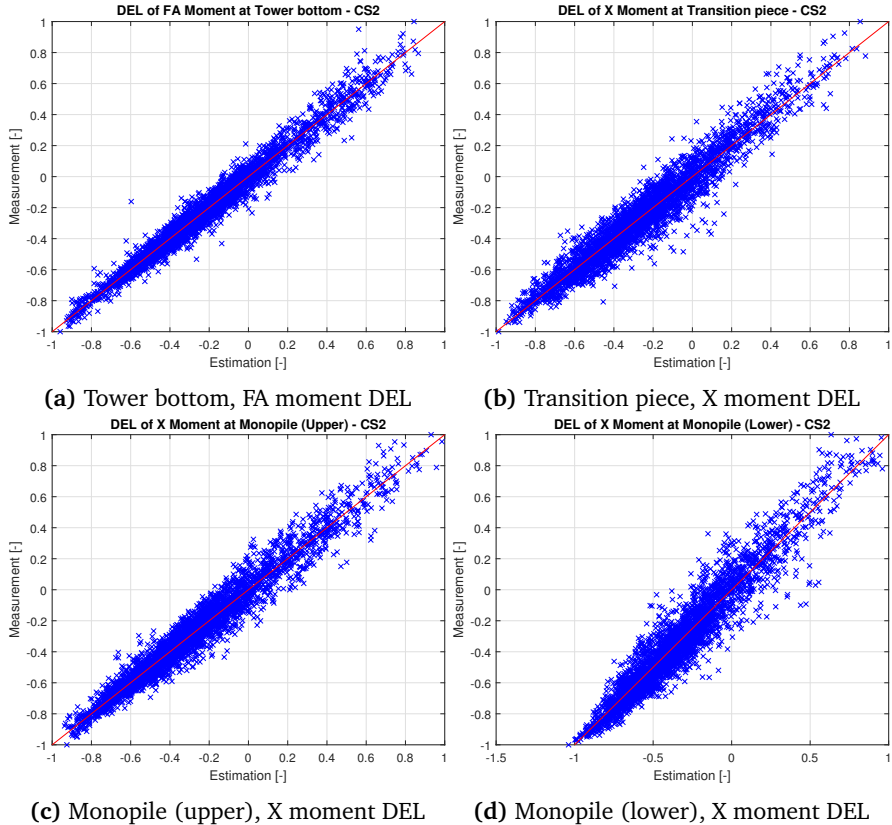 DEL of FA Moment at Tower bottom - CS2
1
0.8
0.6
0.4
0.2
0
-0.2
-0.4
-0.6
-0.8
-1
Measurement [-]
-1 -0.8 -0.6 -0.4 -0.2 0 0.2 0.4 0.6 0.8 1
Estimation [-]
(a) Tower bottom, FA moment DEL
DEL of X Moment at Transition piece - CS2
1
0.8
0.6
0.4
0.2
0
-0.2
-0.4
-0.6
-0.8
-1
Measurement [-]
-1 -0.8 -0.6 -0.4 -0.2 0 0.2 0.4 0.6 0.8 1
Estimation [-]
(b) Transition piece, X moment DEL
DEL of X Moment at Monopile (Upper) - CS2
1
0.8
0.6
0.4
0.2
0
-0.2
-0.4
-0.6
-0.8
-1
Measurement [-]
-1 -0.8 -0.6 -0.4 -0.2 0 0.2 0.4 0.6 0.8 1
Estimation [-]
(c) Monopile (upper), X moment DEL
DEL of X Moment at Monopile (Lower) - CS2
1
0.8
0.6
0.4
0.2
0
-0.2
-0.4
-0.6
-0.8
-1
Measurement [-]
-1.5 -1 -0.5 0 0.5 1
Estimation [-]
(d) Monopile (lower), X moment DEL